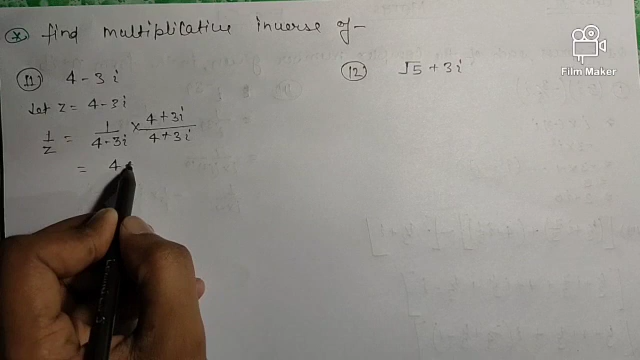 * find multiplicative inverse of -
11) 4 - 3i
Let z = 4 - 3i
1/z = 1/(4 - 3i) × (4 + 3i)/(4 + 3i)
= 4
12) √5 + 3i
Film Maker